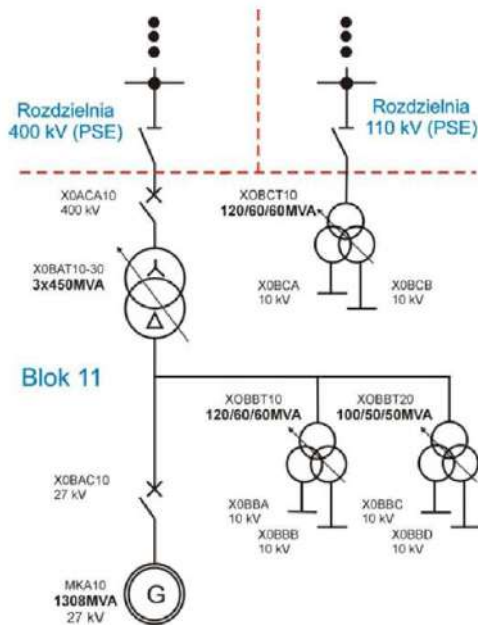 Rozdzielnia
400 kV (PSE)
Rozdzielnia
110 kV (PSE)
X0ACA10
400 kV
XOBCT10
120/60/60MVA
X0BAT10-30
3x450MVA
X0BCA
10 kV
X0BCB
10 kV
Blok 11
XOBBT10
120/60/60MVA
XOBBT20
100/50/50MVA
X0BAC10
27 kV
X0BBA
10 kV
X0BBB
10 kV
X0BBC
10 kV
X0BBD
10 kV
MKA10
1308MVA
27 kV
G